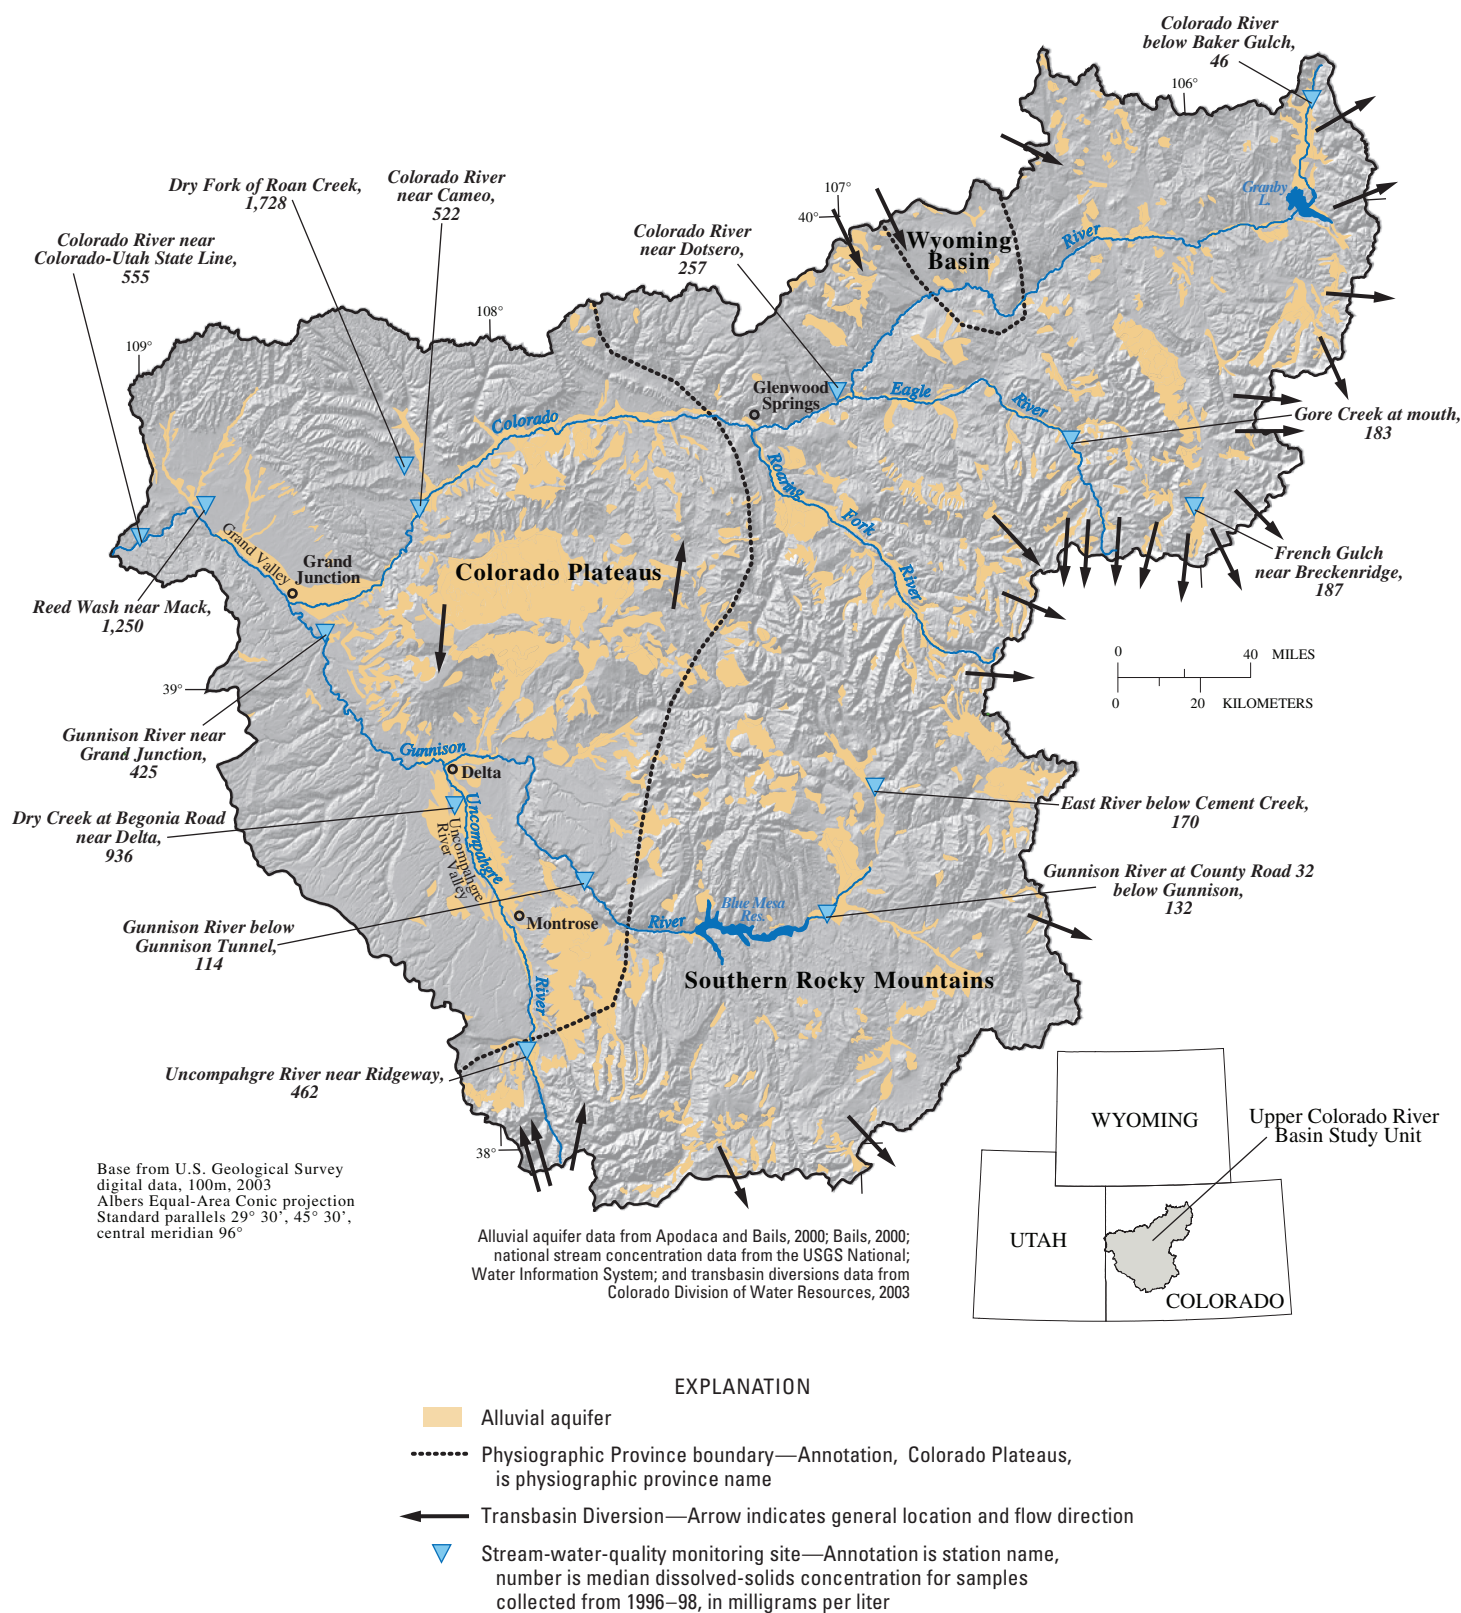 Colorado River
below Baker Gulch,
46
106°
Dry Fork of Roan Creek,
1,728
Colorado River
near Cameo,
522
107°
40°
Granby
L.
Colorado River near
Colorado-Utah State Line,
555
Colorado River
near Dotsero,
257
Wyoming
Basin
River
108°
109°
Glenwood
Springs
Eagle
River
Gore Creek at mouth,
183
Colorado
Roaring
Fork
River
Grand Valley
Grand
Junction
Colorado Plateaus
French Gulch
near Breckenridge,
187
Reed Wash near Mack,
1,250
0 40 MILES
0 20 KILOMETERS
39°
Gunnison River near
Grand Junction,
425
Gunnison
Delta
Dry Creek at Begonia Road
near Delta,
936
Uncompahgre
Uncompahgre
River Valley
East River below Cement Creek,
170
Gunnison River at County Road 32
below Gunnison,
132
Blue Mesa
Res.
River
Montrose
Gunnison River below
Gunnison Tunnel,
114
Southern Rocky Mountains
River
Uncompahgre River near Ridgeway,
462
38°
WYOMING
Upper Colorado River
Basin Study Unit
UTAH
COLORADO
Base from U.S. Geological Survey
digital data, 100m, 2003
Albers Equal-Area Conic projection
Standard parallels 29° 30’, 45° 30’,
central meridian 96°
Alluvial aquifer data from Apodaca and Bails, 2000; Bails, 2000;
national stream concentration data from the USGS National;
Water Information System; and transbasin diversions data from
Colorado Division of Water Resources, 2003
EXPLANATION
Alluvial aquifer
Physiographic Province boundary—Annotation, Colorado Plateaus,
is physiographic province name
Transbasin Diversion—Arrow indicates general location and flow direction
Stream-water-quality monitoring site—Annotation is station name,
number is median dissolved-solids concentration for samples
collected from 1996–98, in milligrams per liter